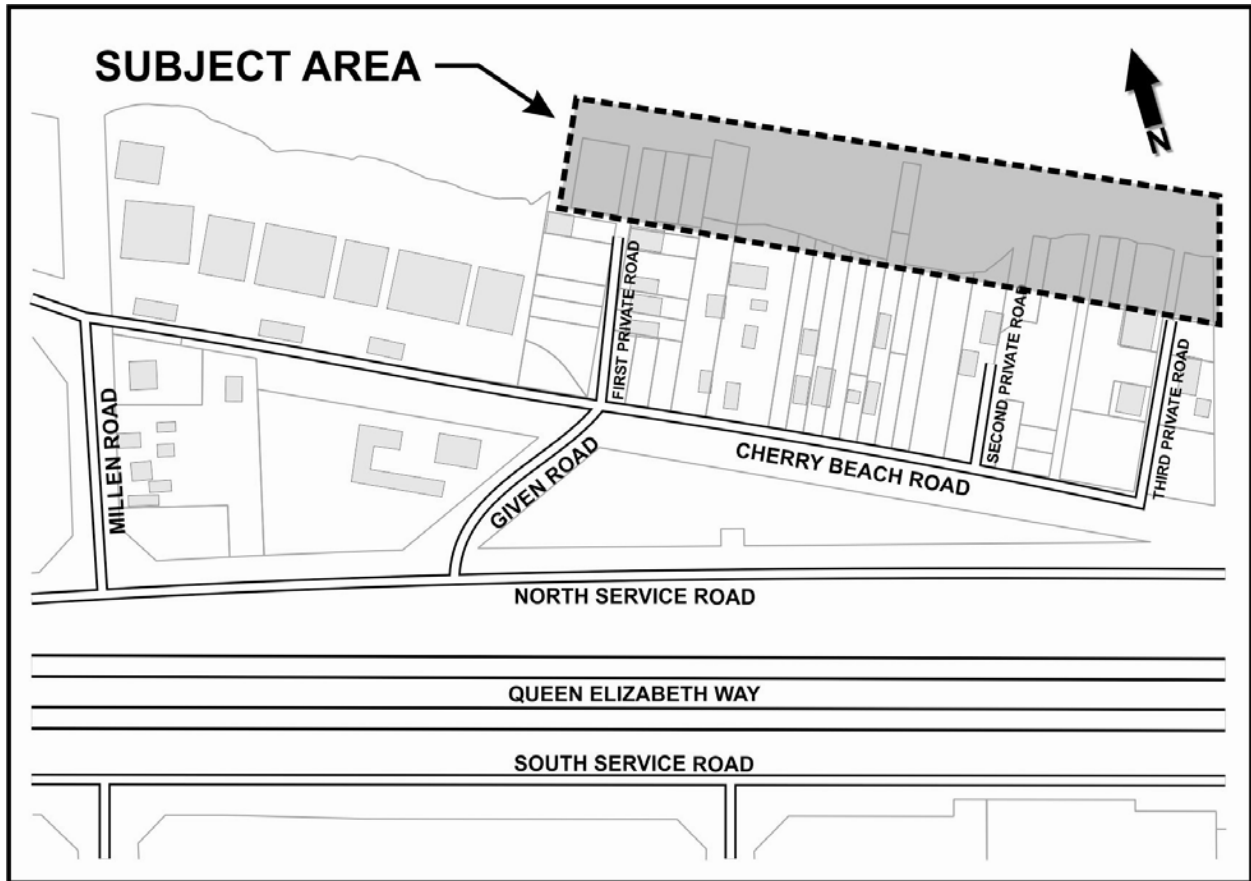 SUBJECT AREA
N
FIRST PRIVATE ROAD
SECOND PRIVATE ROAD
THIRD PRIVATE ROAD
MILLEN ROAD
GIVEN ROAD
CHERRY BEACH ROAD
NORTH SERVICE ROAD
QUEEN ELIZABETH WAY
SOUTH SERVICE ROAD